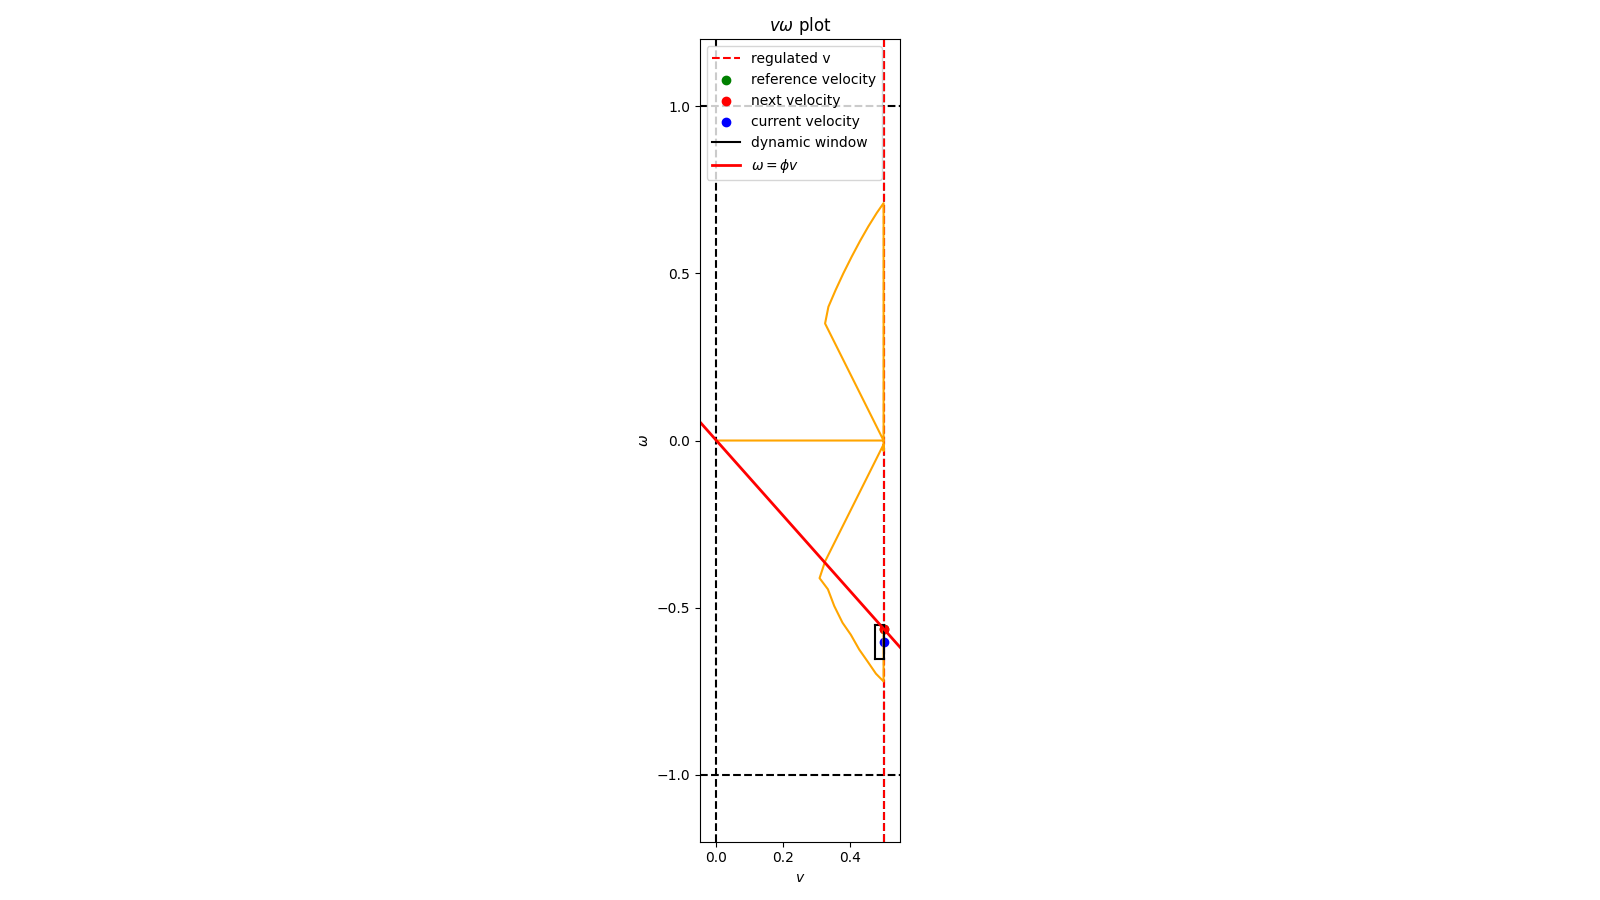 vω plot
regulated v
reference velocity
next velocity
current velocity
dynamic window
ω = ϕv
1.0
0.5
0.0
−0.5
−1.0
ω
0.0 0.2 0.4
v